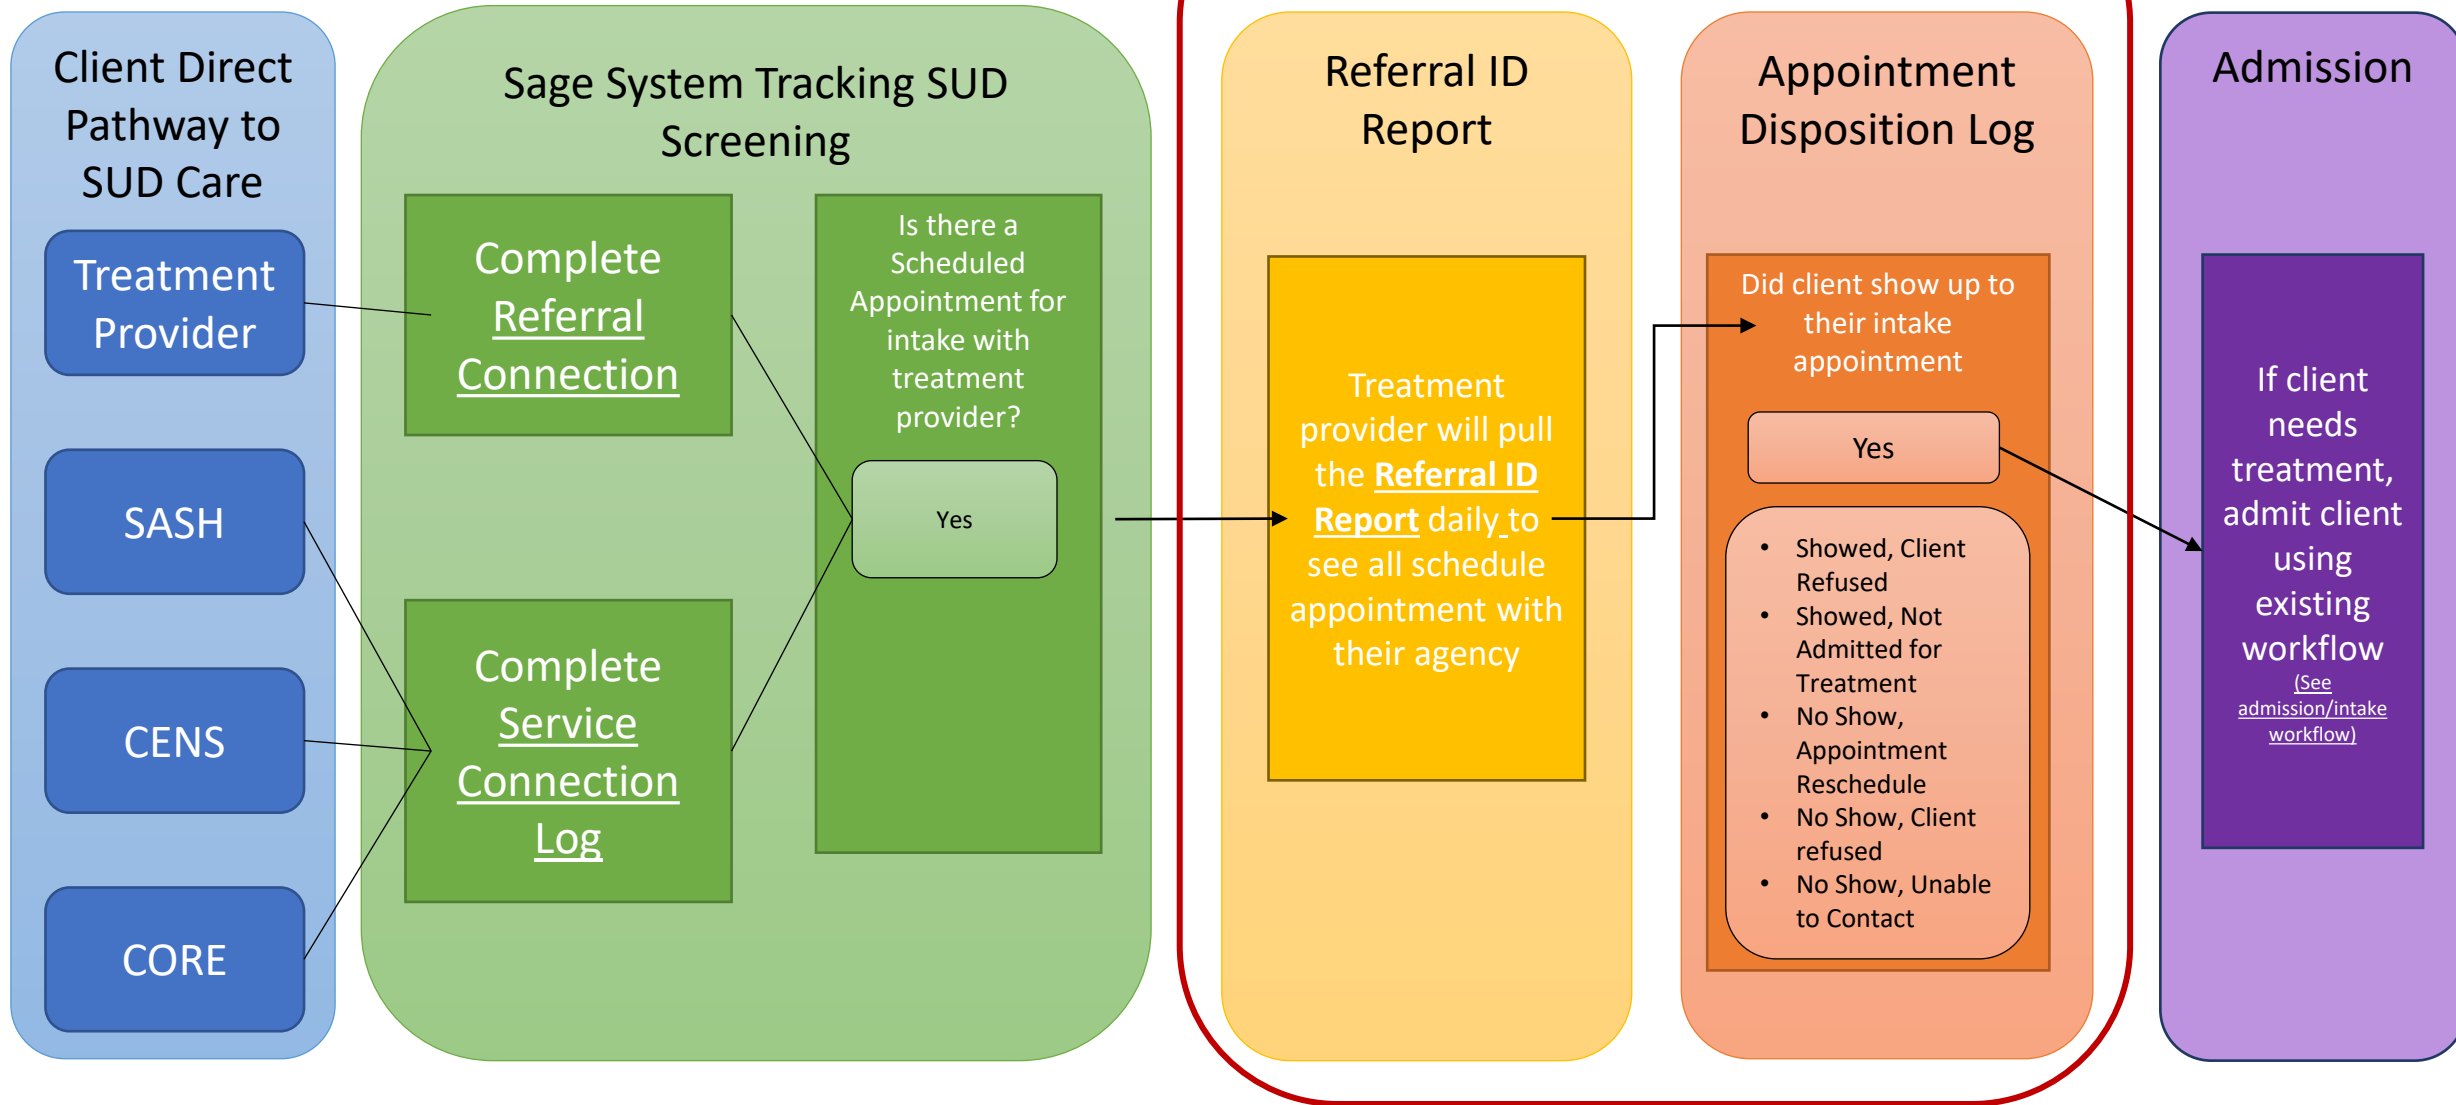 Client Direct
Pathway to
SUD Care
Treatment
Provider
SASH
CENS
CORE
Sage System Tracking SUD
Screening
Complete
Referral
Connection
Complete
Service
Connection
Log
Is there a
Scheduled
Appointment for
intake with
treatment
provider?
Yes
Referral ID
Report
Treatment
provider will pull
the Referral ID
Report daily to
see all schedule
appointment with
their agency
Appointment
Disposition Log
Did client show up to
their intake
appointment
Yes
• Showed, Client
Refused
• Showed, Not
Admitted for
Treatment
• No Show,
Appointment
Reschedule
• No Show, Client
refused
• No Show, Unable
to Contact
Admission
If client
needs
treatment,
admit client
using
existing
workflow
(See
admission/intake
workflow)